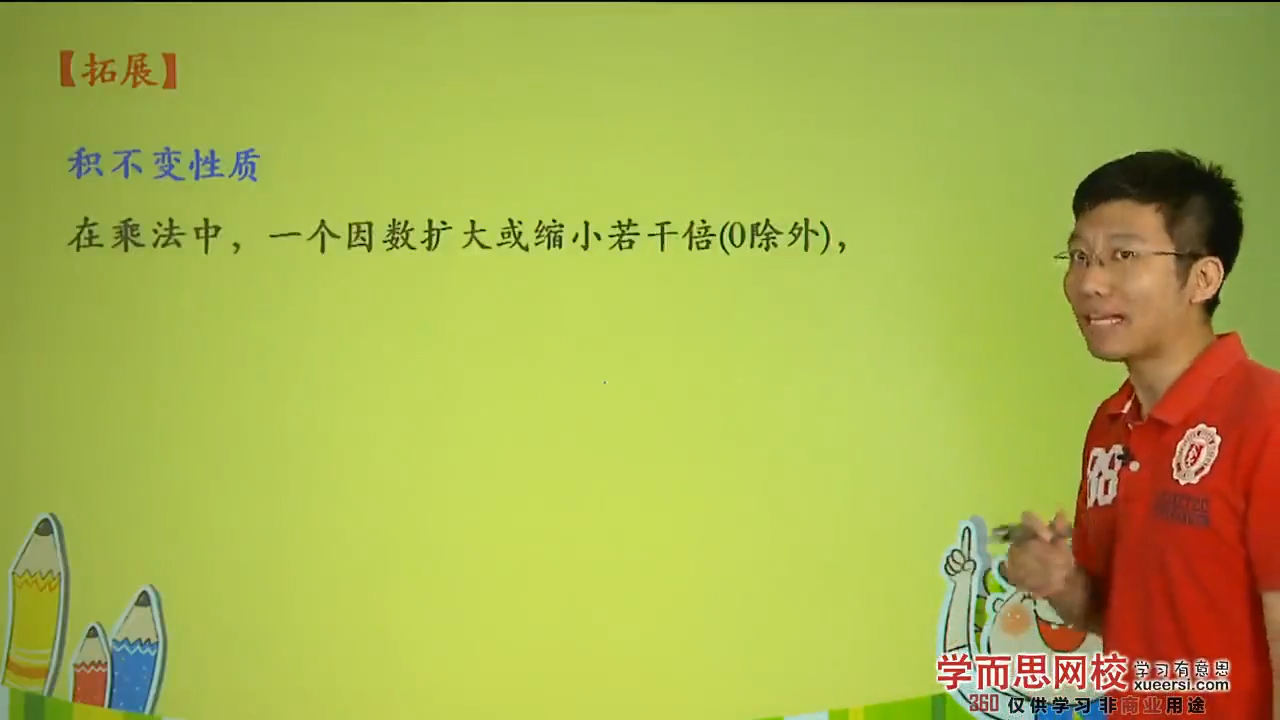 【拓展】
积不变性质
在乘法中，一个因数扩大或缩小若干倍(0除外)，
88
学而思网校 学习有意思
xueersi.com
360 仅供学习非商业用途